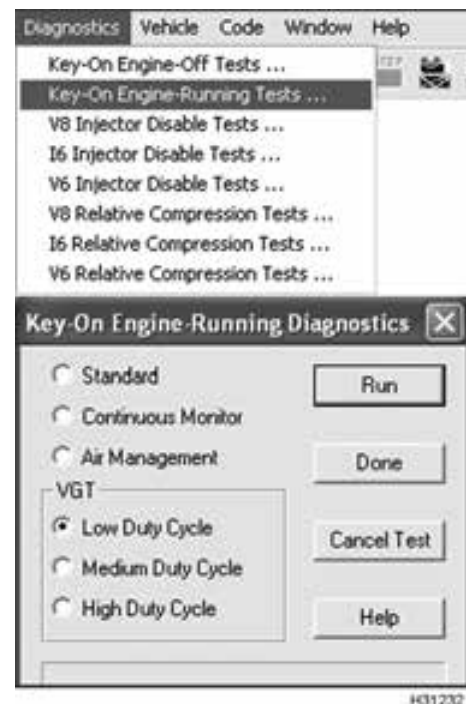 Diagnostics Vehicle Code Window Help
Key-On Engine-Off Tests ...
Key-On Engine-Running Tests ...
V8 Injector Disable Tests ...
I6 Injector Disable Tests ...
V6 Injector Disable Tests ...
V8 Relative Compression Tests ...
I6 Relative Compression Tests ...
V6 Relative Compression Tests ...
Key-On Engine-Running Diagnostics
Standard
Run
Continuous Monitor
Air Management
Done
VGT
Low Duty Cycle
Cancel Test
Medium Duty Cycle
High Duty Cycle
Help
H31232